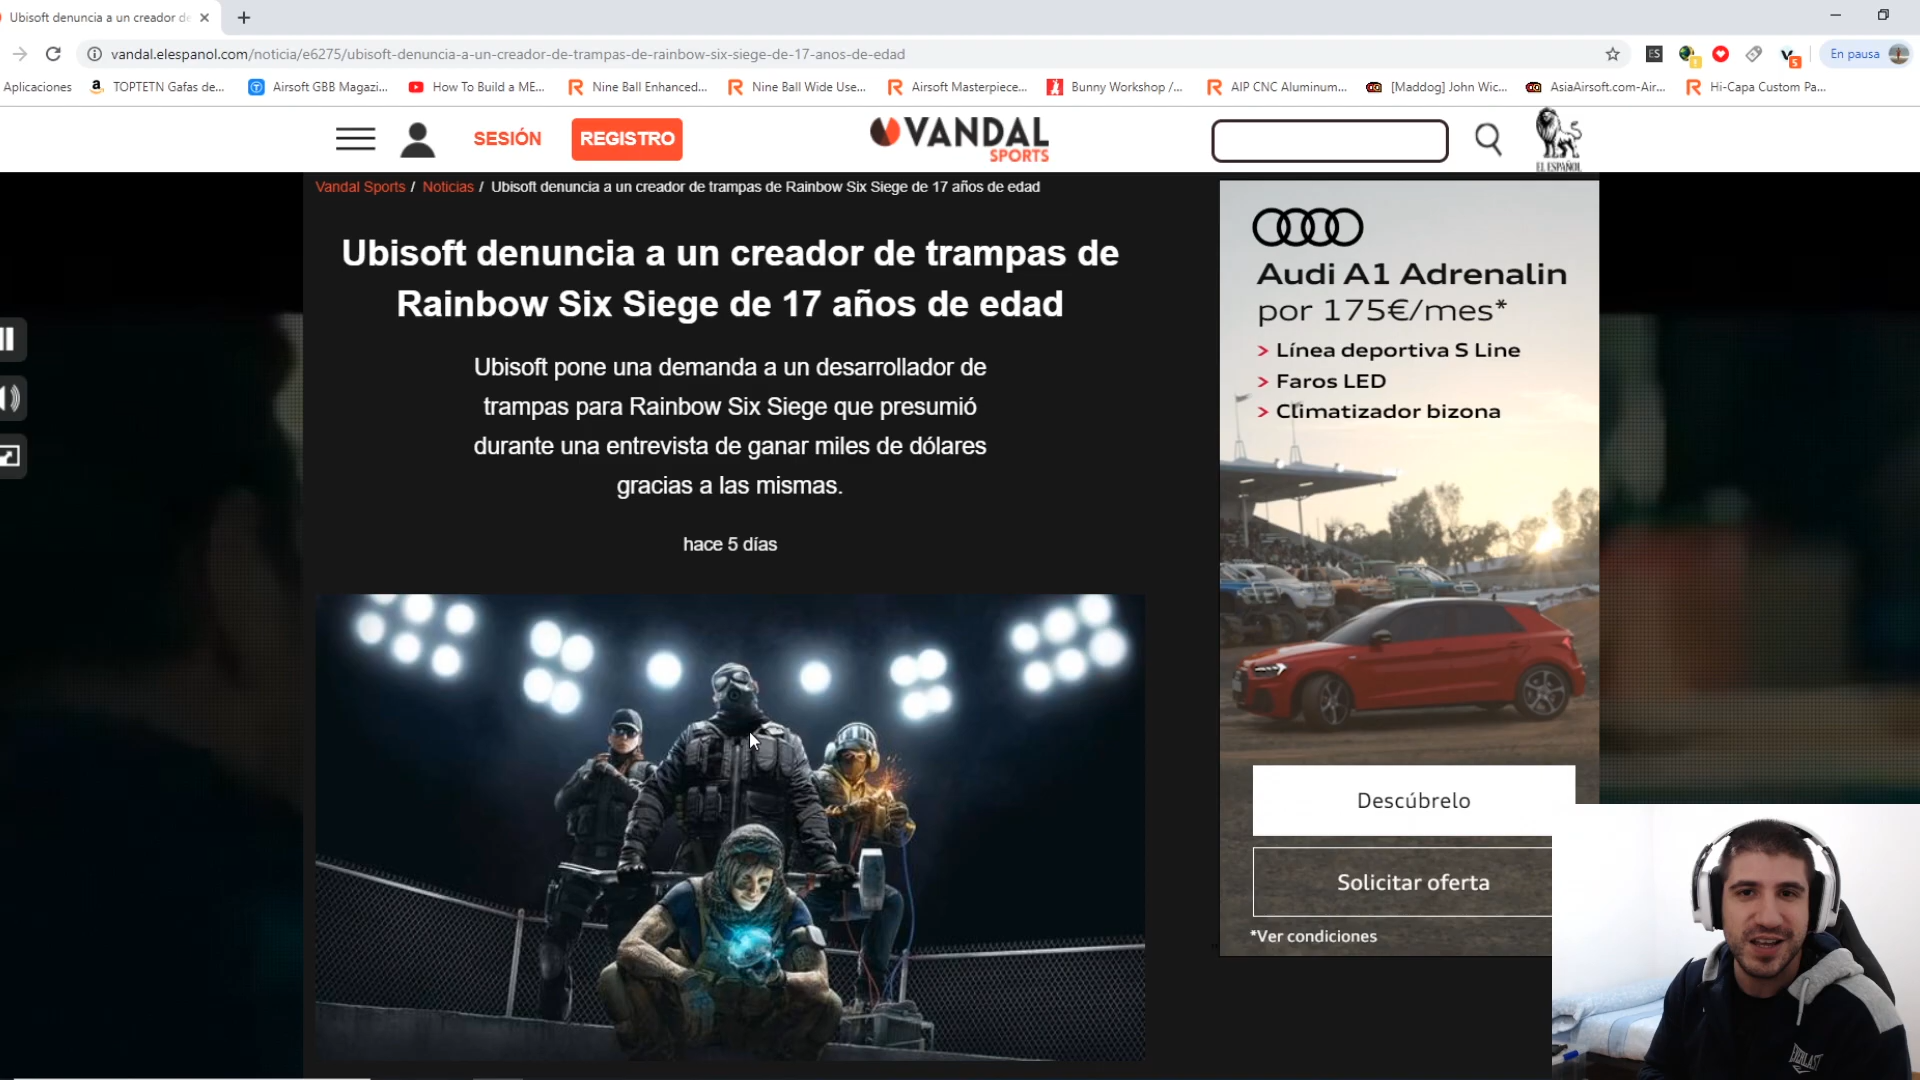 Ubisoft denuncia a un creador de
vandal.elespanol.com/noticia/e6275/ubisoft-denuncia-a-un-creador-de-trampas-de-rainbow-six-siege-de-17-anos-de-edad
ES
5
En pausa
Aplicaciones
TOPTETN Gafas de...
Airsoft GBB Magazi...
How To Build a ME...
Nine Ball Enhanced...
Nine Ball Wide Use...
Airsoft Masterpiece...
Bunny Workshop /...
AIP CNC Aluminum...
[Maddog] John Wic...
AsiaAirsoft.com-Air...
Hi-Capa Custom Pa...
SESIÓN
REGISTRO
VANDAL
SPORTS
EL ESPAÑOL
Vandal Sports / Noticias / Ubisoft denuncia a un creador de trampas de Rainbow Six Siege de 17 años de edad
Ubisoft denuncia a un creador de trampas de
Rainbow Six Siege de 17 años de edad
Ubisoft pone una demanda a un desarrollador de
trampas para Rainbow Six Siege que presumió
durante una entrevista de ganar miles de dólares
gracias a las mismas.
hace 5 días
Audi A1 Adrenalin
por 175€/mes*
> Línea deportiva S Line
> Faros LED
> Climatizador bizona
Descúbrelo
Solicitar oferta
*Ver condiciones
EVERLAST